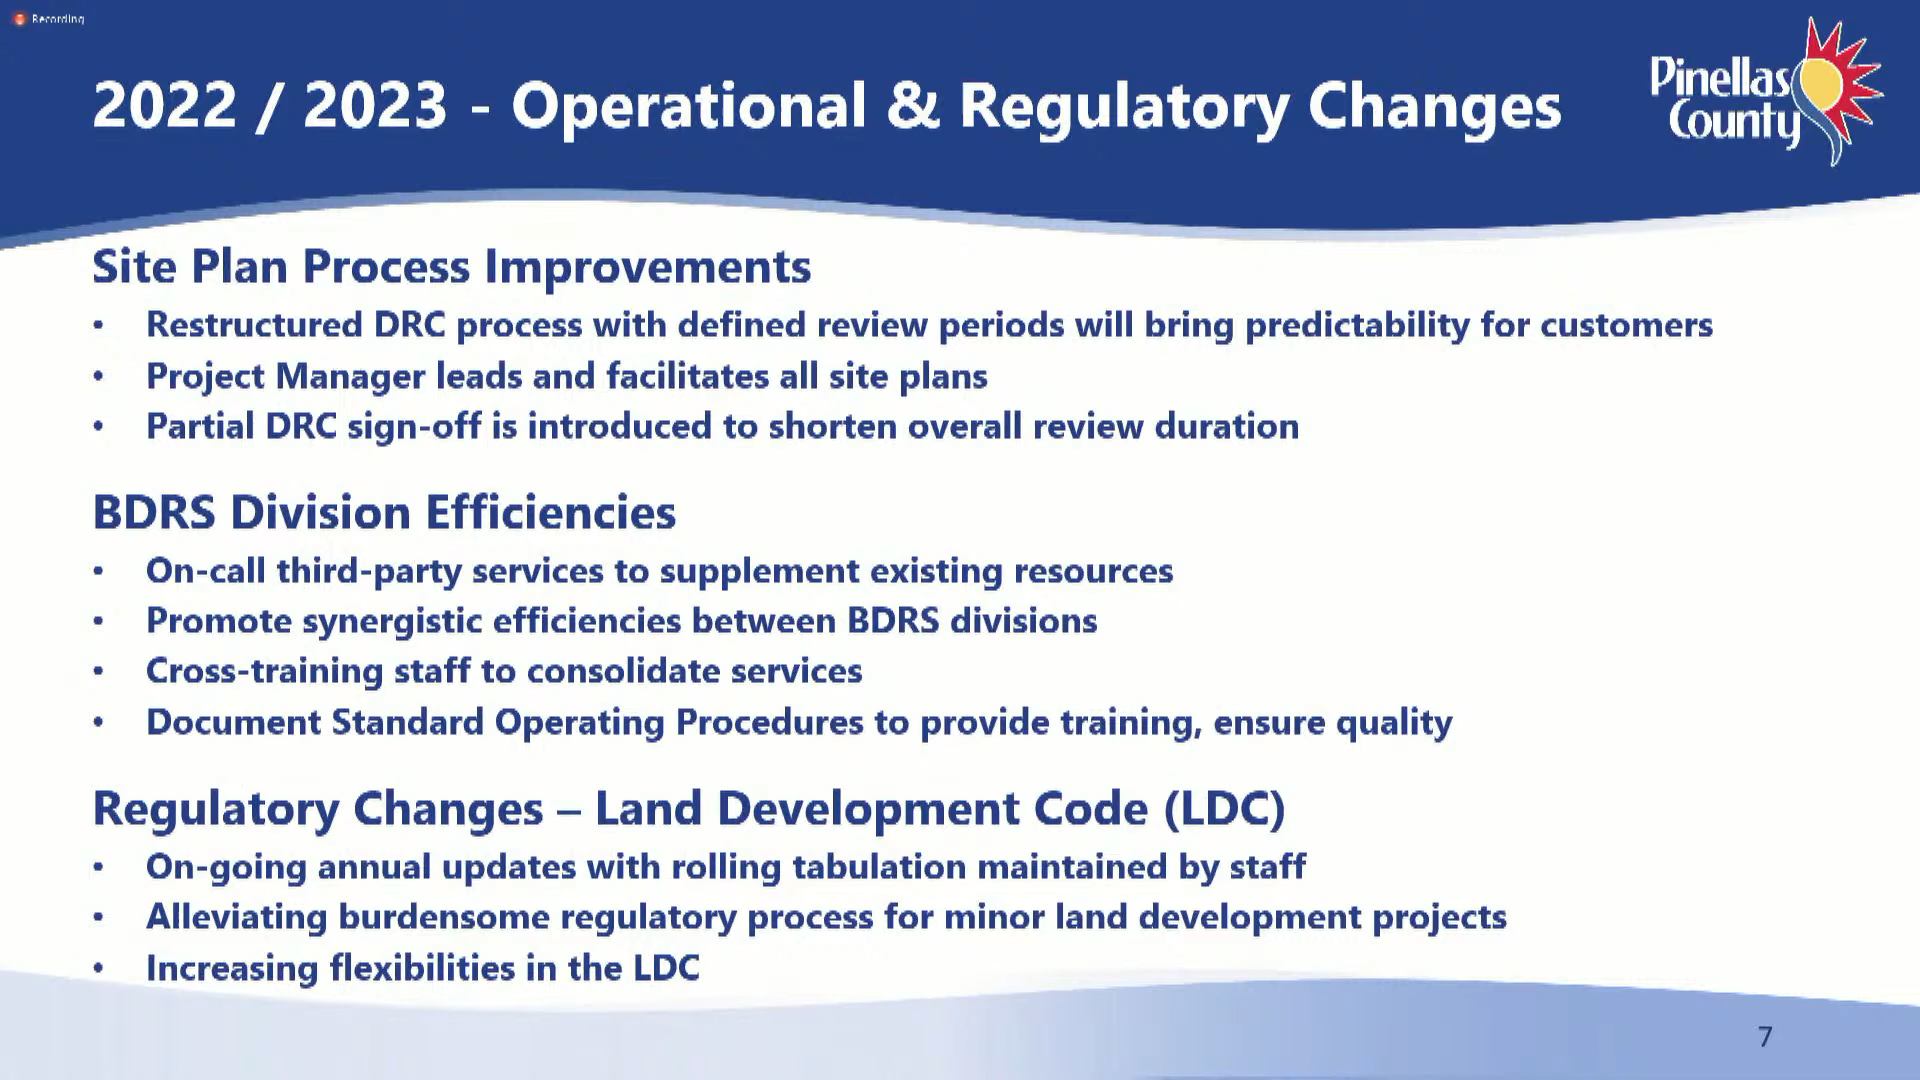 Recording
2022 / 2023 - Operational & Regulatory Changes
Pinellas
County
Site Plan Process Improvements
• Restructured DRC process with defined review periods will bring predictability for customers
• Project Manager leads and facilitates all site plans
• Partial DRC sign-off is introduced to shorten overall review duration
BDRS Division Efficiencies
• On-call third-party services to supplement existing resources
• Promote synergistic efficiencies between BDRS divisions
• Cross-training staff to consolidate services
• Document Standard Operating Procedures to provide training, ensure quality
Regulatory Changes – Land Development Code (LDC)
• On-going annual updates with rolling tabulation maintained by staff
• Alleviating burdensome regulatory process for minor land development projects
• Increasing flexibilities in the LDC
7